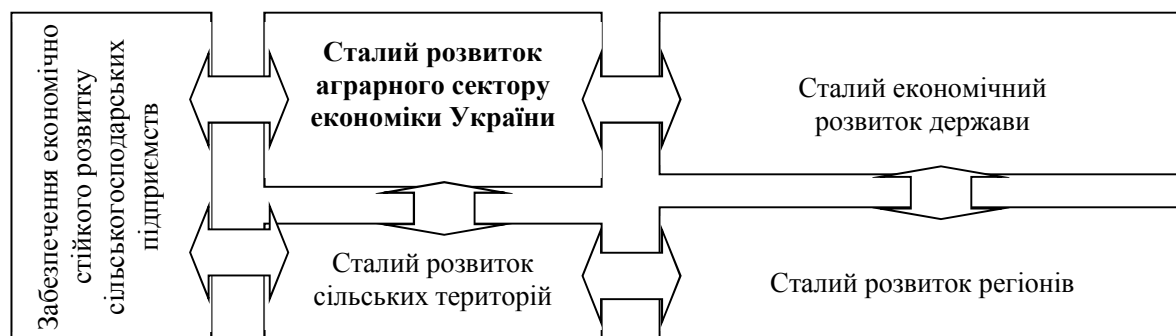 Забезпечення економічно
стійкого розвитку
сільськогосподарських
підприємств
Сталий розвиток
аграрного сектору
економіки України
Сталий економічний
розвиток держави
Сталий розвиток
сільських територій
Сталий розвиток регіонів